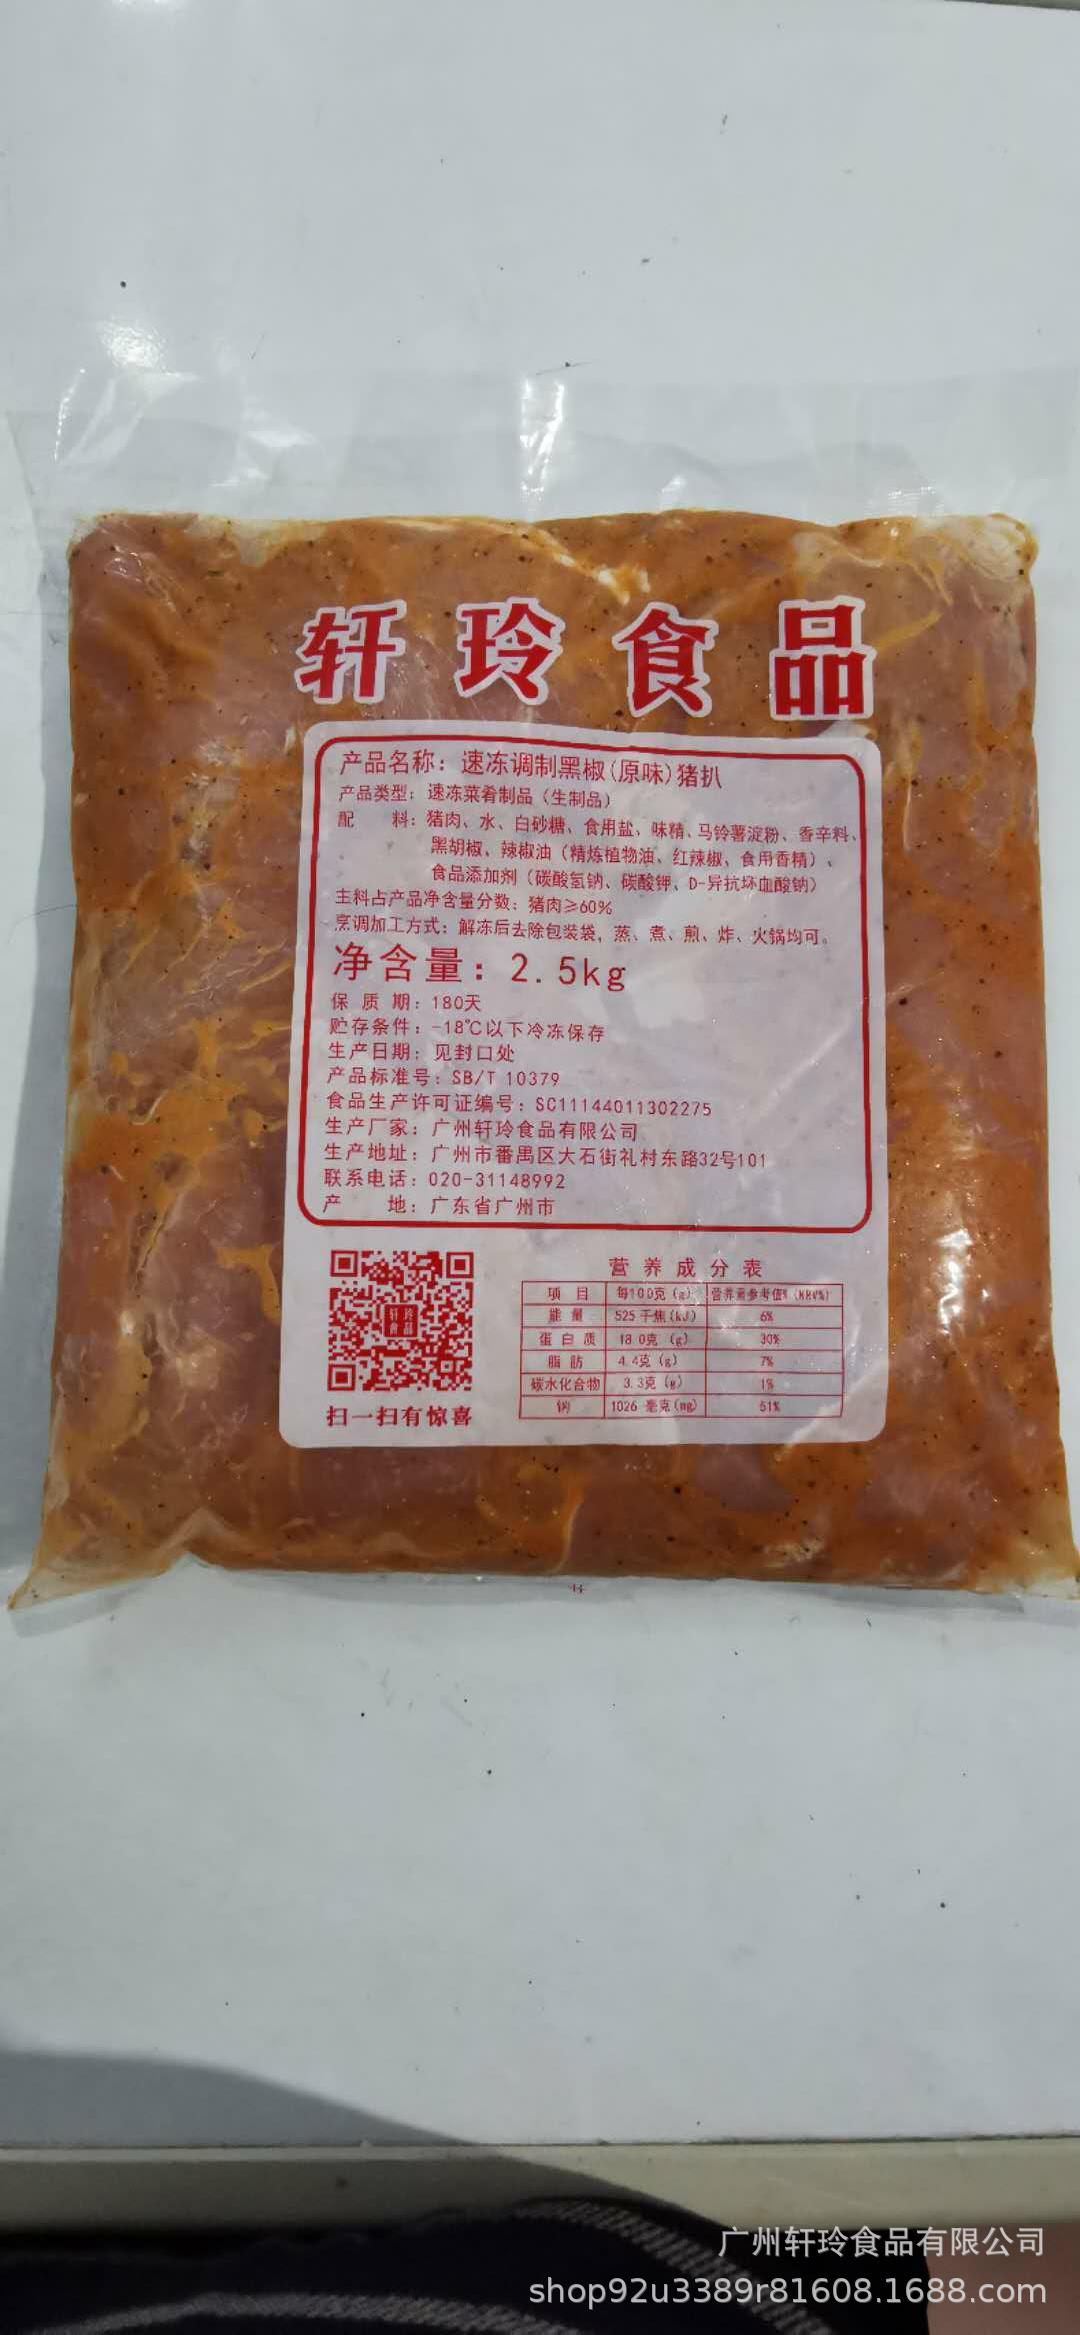 轩玲食品
产品名称：速冻调制黑椒(原味)猪扒
产品类型：速冻菜肴制品（生制品）
配　　料：猪肉、水、白砂糖、食用盐、味精、马铃薯淀粉、香辛料、
黑胡椒、辣椒油（精炼植物油、红辣椒、食用香精）、
食品添加剂（碳酸氢钠、碳酸钾、D-异抗坏血酸钠）
主料占产品净含量分数：猪肉≥60%
烹调加工方式：解冻后去除包装袋，蒸、煮、煎、炸、火锅均可。
净含量：2.5kg
保 质 期：180天
贮存条件：-18℃以下冷冻保存
生产日期：见封口处
产品标准号：SB/T 10379
食品生产许可证编号：SC11144011302275
生产厂家：广州轩玲食品有限公司
生产地址：广州市番禺区大石街礼村东路32号101
联系电话：020-31148992
产　　地：广东省广州市
营养成分表
项 目 每100克（g） 营养素参考值%（NRV%）
能 量 525 千焦(kJ) 6%
蛋白质 18.0克（g） 30%
脂 肪 4.4克（g） 7%
碳水化合物 3.3克（g） 1%
钠 1026 毫克(mg) 51%
轩玲食品
扫一扫有惊喜
广州轩玲食品有限公司
shop92u3389r81608.1688.com